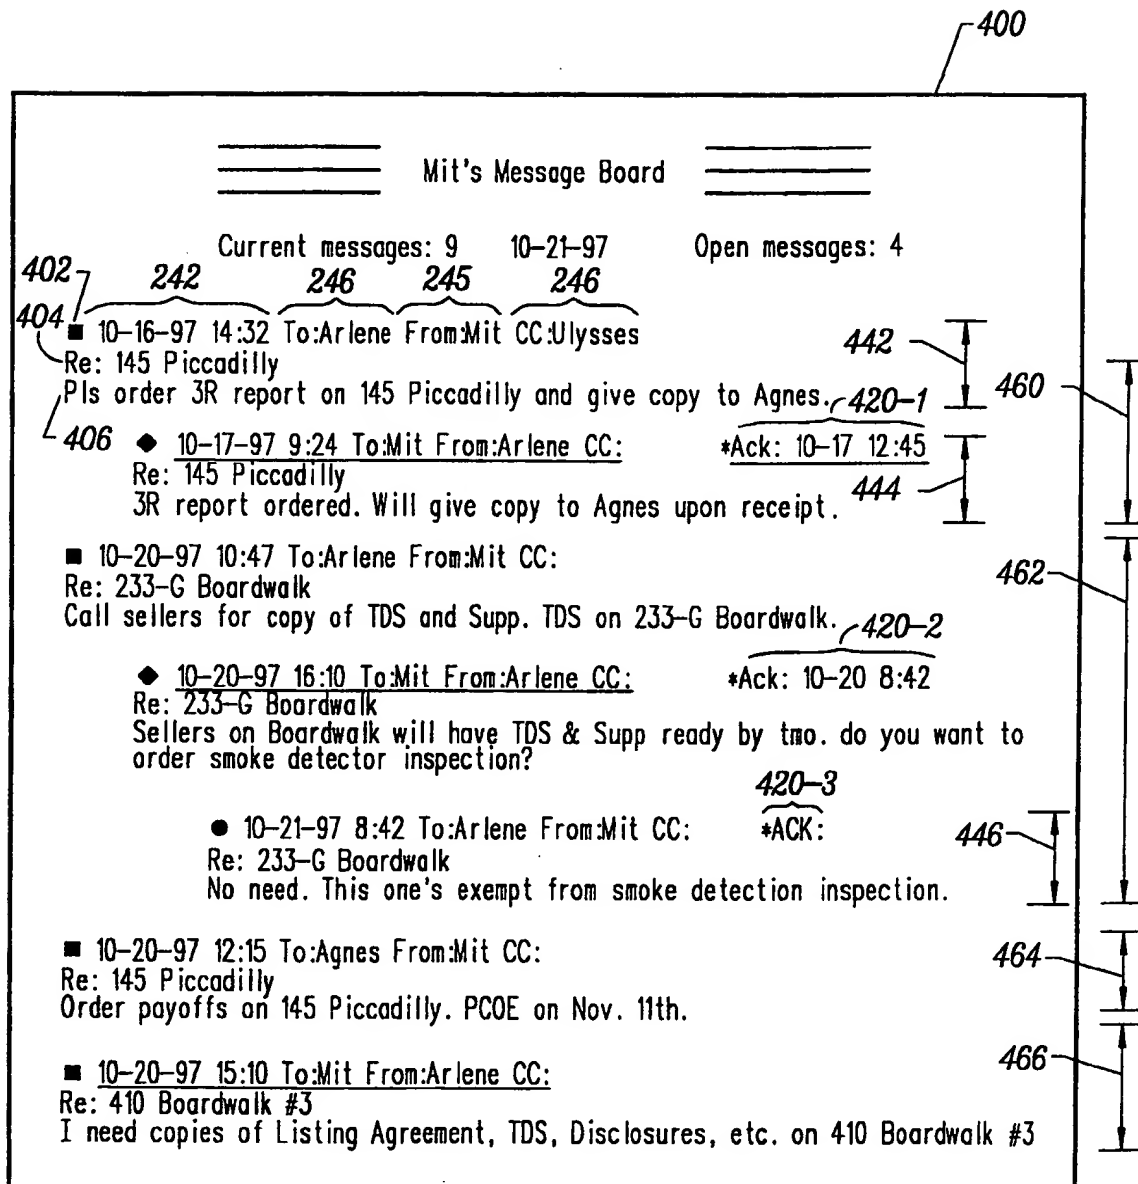 400
Mit's Message Board
Current messages: 9 10-21-97 Open messages: 4
402 242 246 245 246
404
■ 10-16-97 14:32 To:Arlene From:Mit CC:Ulysses
442
Re: 145 Piccadilly
460
Pls order 3R report on 145 Piccadilly and give copy to Agnes. 420-1
406
◆ 10-17-97 9:24 To:Mit From:Arlene CC: *Ack: 10-17 12:45
Re: 145 Piccadilly
444
3R report ordered. Will give copy to Agnes upon receipt.
■ 10-20-97 10:47 To:Arlene From:Mit CC:
462
Re: 233-G Boardwalk
Call sellers for copy of TDS and Supp. TDS on 233-G Boardwalk. 420-2
◆ 10-20-97 16:10 To:Mit From:Arlene CC: *Ack: 10-20 8:42
Re: 233-G Boardwalk
Sellers on Boardwalk will have TDS & Supp ready by tmo. do you want to
order smoke detector inspection?
420-3
● 10-21-97 8:42 To:Arlene From:Mit CC: *ACK:
446
Re: 233-G Boardwalk
No need. This one's exempt from smoke detection inspection.
■ 10-20-97 12:15 To:Agnes From:Mit CC:
464
Re: 145 Piccadilly
Order payoffs on 145 Piccadilly. PCOE on Nov. 11th.
466
■ 10-20-97 15:10 To:Mit From:Arlene CC:
Re: 410 Boardwalk #3
I need copies of Listing Agreement, TDS, Disclosures, etc. on 410 Boardwalk #3